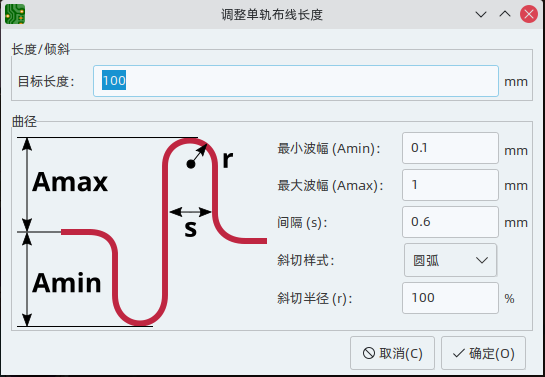 调整单轨布线长度
长度/倾斜
目标长度: 100 mm
曲径
Amax
r
s
Amin
最小波幅 (Amin): 0.1 mm
最大波幅 (Amax): 1 mm
间隔 (s): 0.6 mm
斜切样式: 圆弧
斜切半径 (r): 100 %
取消(C) 确定(O)